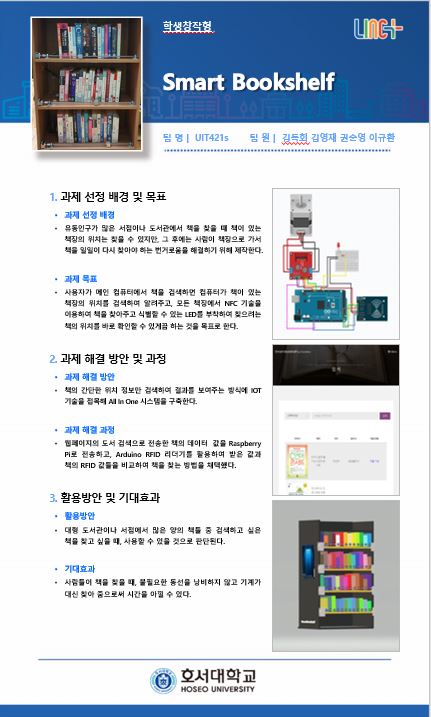 학생창작형
LINC+
Smart Bookshelf
팀 명 | UIT421s 팀 원 | 김득회 김영재 권순영 이규환
1. 과제 선정 배경 및 목표
• 과제 선정 배경
• 유동인구가 많은 서점이나 도서관에서 책을 찾을 때 책이 있는
책장의 위치는 찾을 수 있지만, 그 후에는 사람이 책장으로 가서
책을 일일이 다시 찾아야 하는 번거로움을 해결하기 위해 제작한다.
• 과제 목표
• 사용자가 메인 컴퓨터에서 책을 검색하면 컴퓨터가 책이 있는
책장의 위치를 검색하여 알려주고, 모든 책장에서 NFC 기술을
이용하여 책을 찾아주고 식별할 수 있는 LED를 부착하여 찾으려는
책의 위치를 바로 확인할 수 있게끔 하는 것을 목표로 한다.
2. 과제 해결 방안 및 과정
• 과제 해결 방안
• 책의 간단한 위치 정보만 검색하여 결과를 보여주는 방식에 IOT
기술을 접목해 All In One 시스템을 구축한다.
• 과제 해결 과정
• 웹페이지의 도서 검색으로 전송한 책의 데이터 값을 Raspberry
Pi로 전송하고, Arduino RFID 리더기를 활용하여 받은 값과
책의 RFID 값들을 비교하여 책을 찾는 방법을 채택했다.
3. 활용방안 및 기대효과
• 활용방안
• 대형 도서관이나 서점에서 많은 양의 책들 중 검색하고 싶은
책을 찾고 싶을 때, 사용할 수 있을 것으로 판단된다.
• 기대효과
• 사람들이 책을 찾을 때, 불필요한 동선을 낭비하지 않고 기계가
대신 찾아 줌으로써 시간을 아낄 수 있다.
호서대학교
HOSEO UNIVERSITY